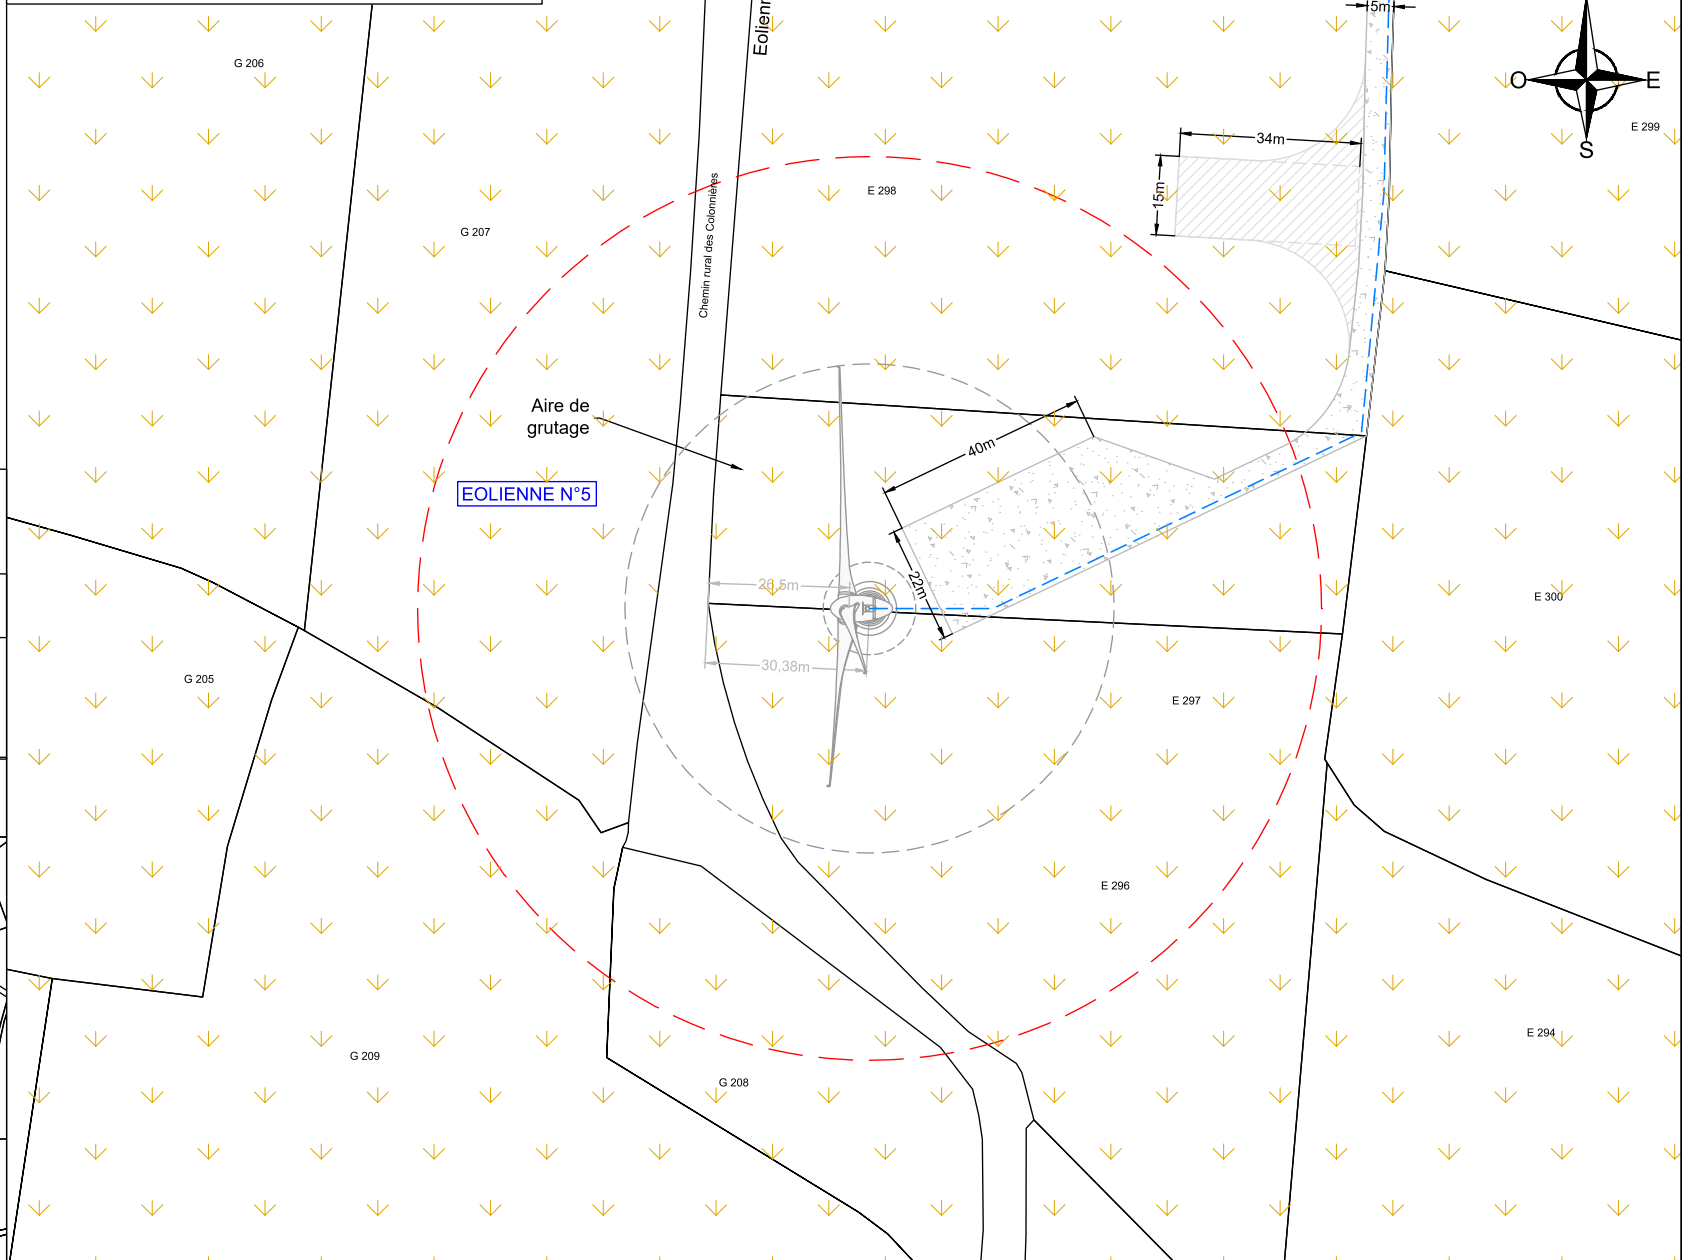 Eolienn
5m
G 206
O
E
E 299
34m
S
15m
E 298
Chemin rural des Colonnières
G 207
Aire de
grutage
40m
EOLIENNE N°5
22m
26,5m
E 300
30,38m
G 205
E 297
E 296
E 294
G 209
G 208